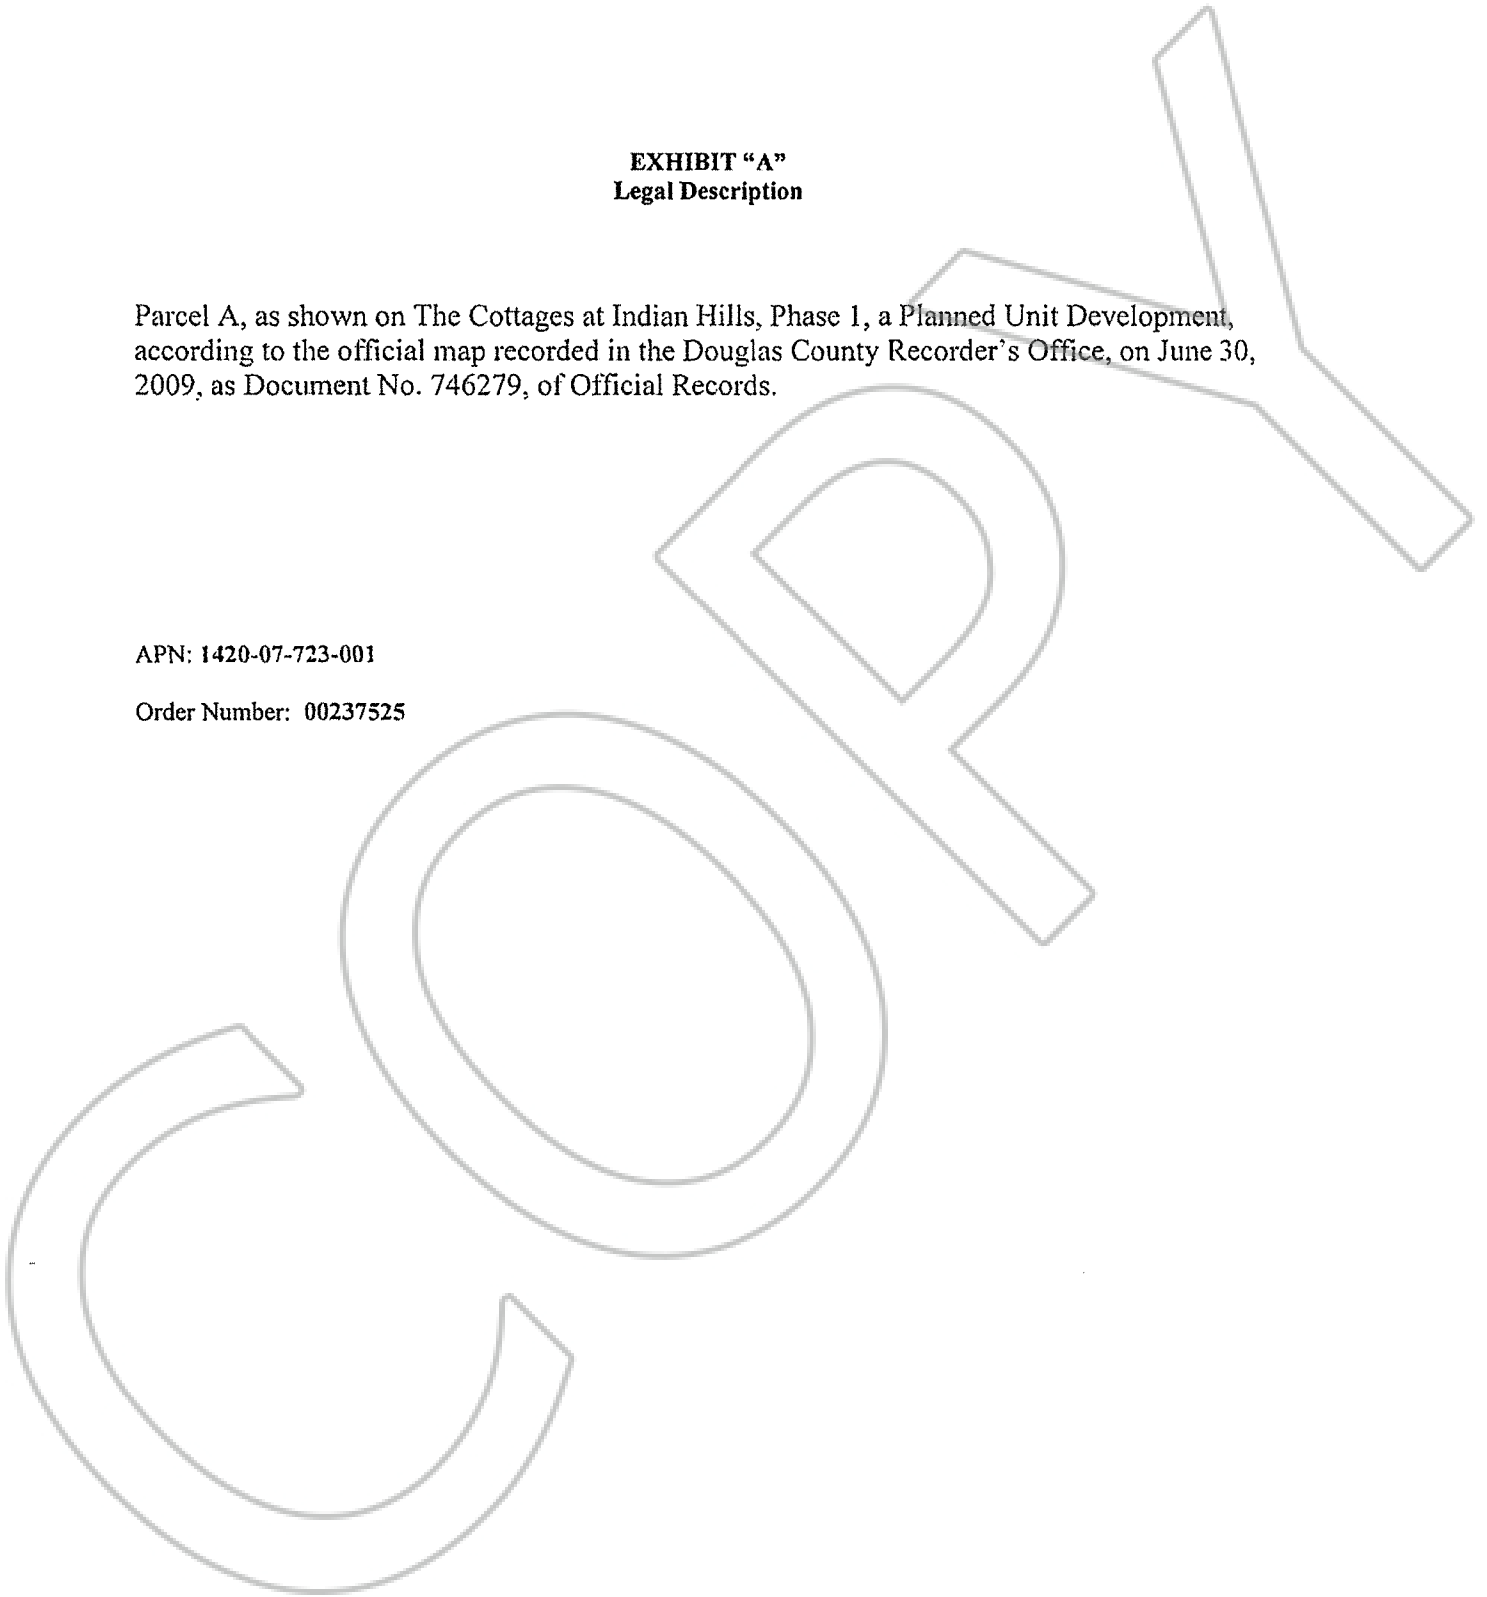 EXHIBIT “A”
Legal Description
Parcel A, as shown on The Cottages at Indian Hills, Phase 1, a Planned Unit Development,
according to the official map recorded in the Douglas County Recorder’s Office, on June 30,
2009, as Document No. 746279, of Official Records.
APN: 1420-07-723-001
Order Number: 00237525
COPY